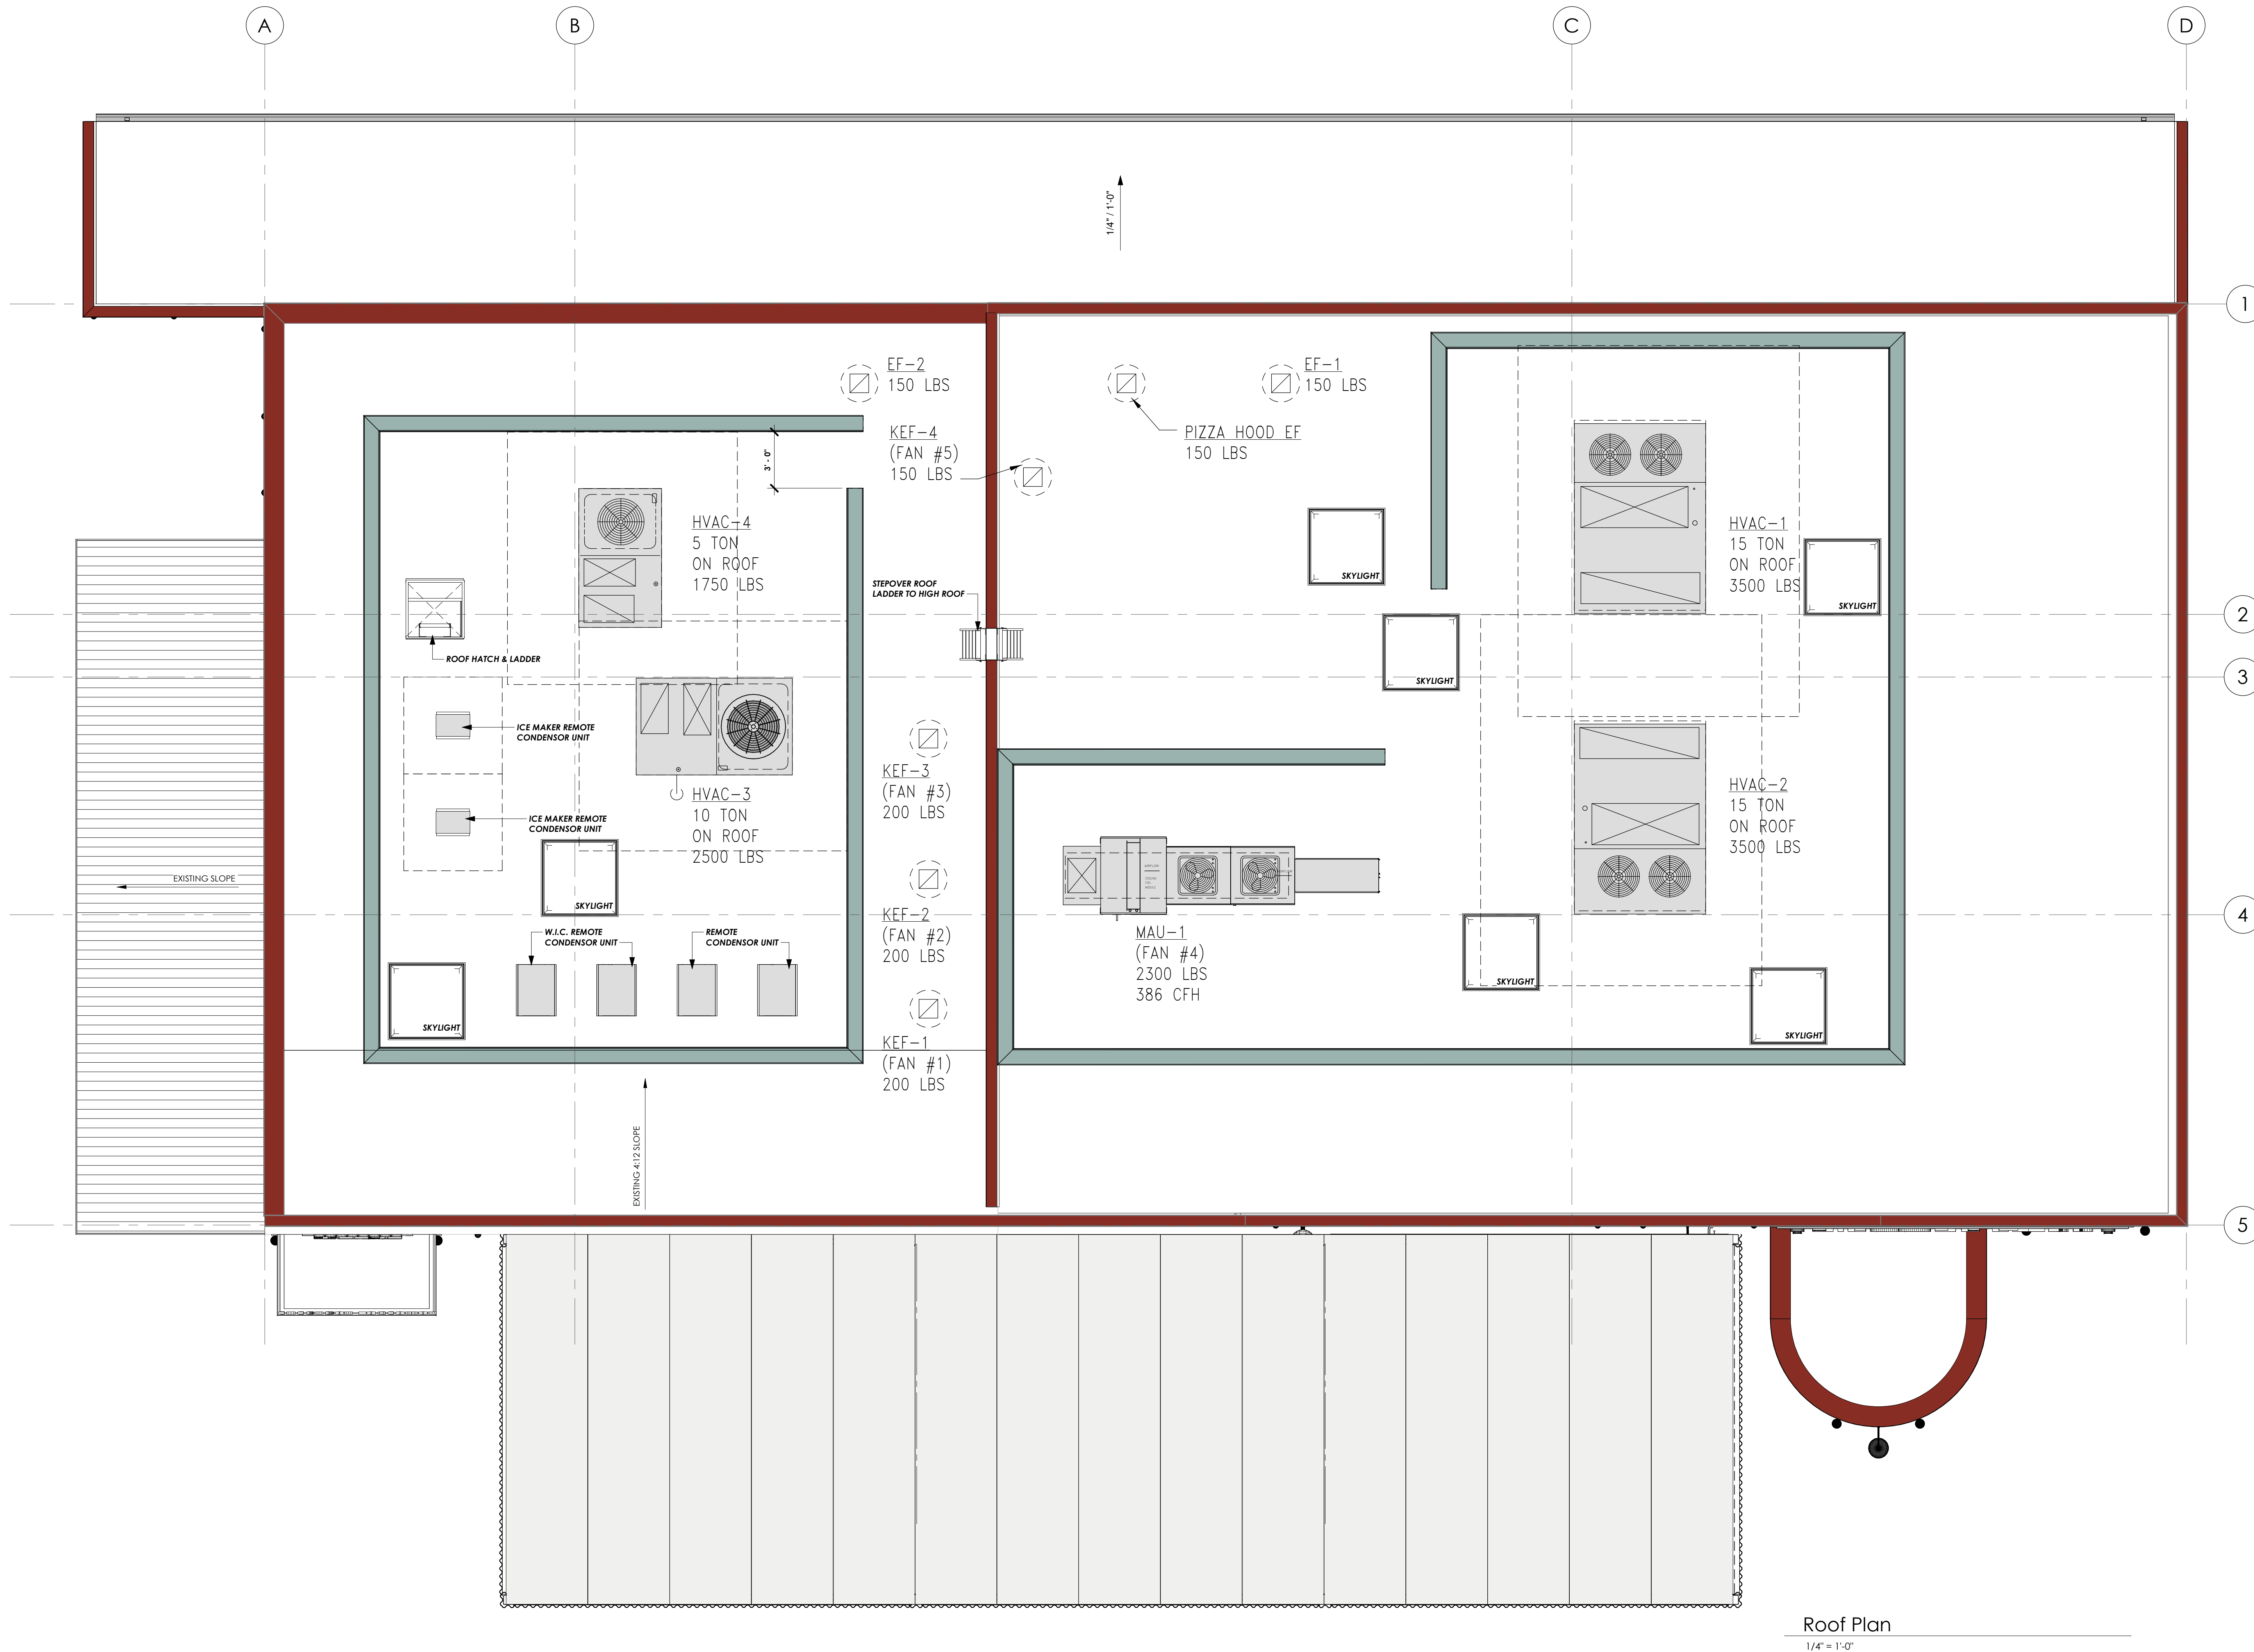 A
B
C
D
1/4" / 1'-0"
1
EF-2
150 LBS
EF-1
150 LBS
KEF-4
(FAN #5)
150 LBS
PIZZA HOOD EF
150 LBS
3' - 0"
HVAC-4
5 TON
ON ROOF
1750 LBS
HVAC-1
15 TON
ON ROOF
3500 LBS
SKYLIGHT
SKYLIGHT
STEPOVER ROOF
LADDER TO HIGH ROOF
2
ROOF HATCH & LADDER
SKYLIGHT
3
ICE MAKER REMOTE
CONDENSOR UNIT
KEF-3
(FAN #3)
200 LBS
HVAC-3
10 TON
ON ROOF
2500 LBS
HVAC-2
15 TON
ON ROOF
3500 LBS
ICE MAKER REMOTE
CONDENSOR UNIT
EXISTING SLOPE
SKYLIGHT
KEF-2
(FAN #2)
200 LBS
4
W.I.C. REMOTE
CONDENSOR UNIT
REMOTE
CONDENSOR UNIT
MAU-1
(FAN #4)
2300 LBS
386 CFH
SKYLIGHT
SKYLIGHT
SKYLIGHT
KEF-1
(FAN #1)
200 LBS
EXISTING 4:12 SLOPE
5
Roof Plan
1/4" = 1'-0"